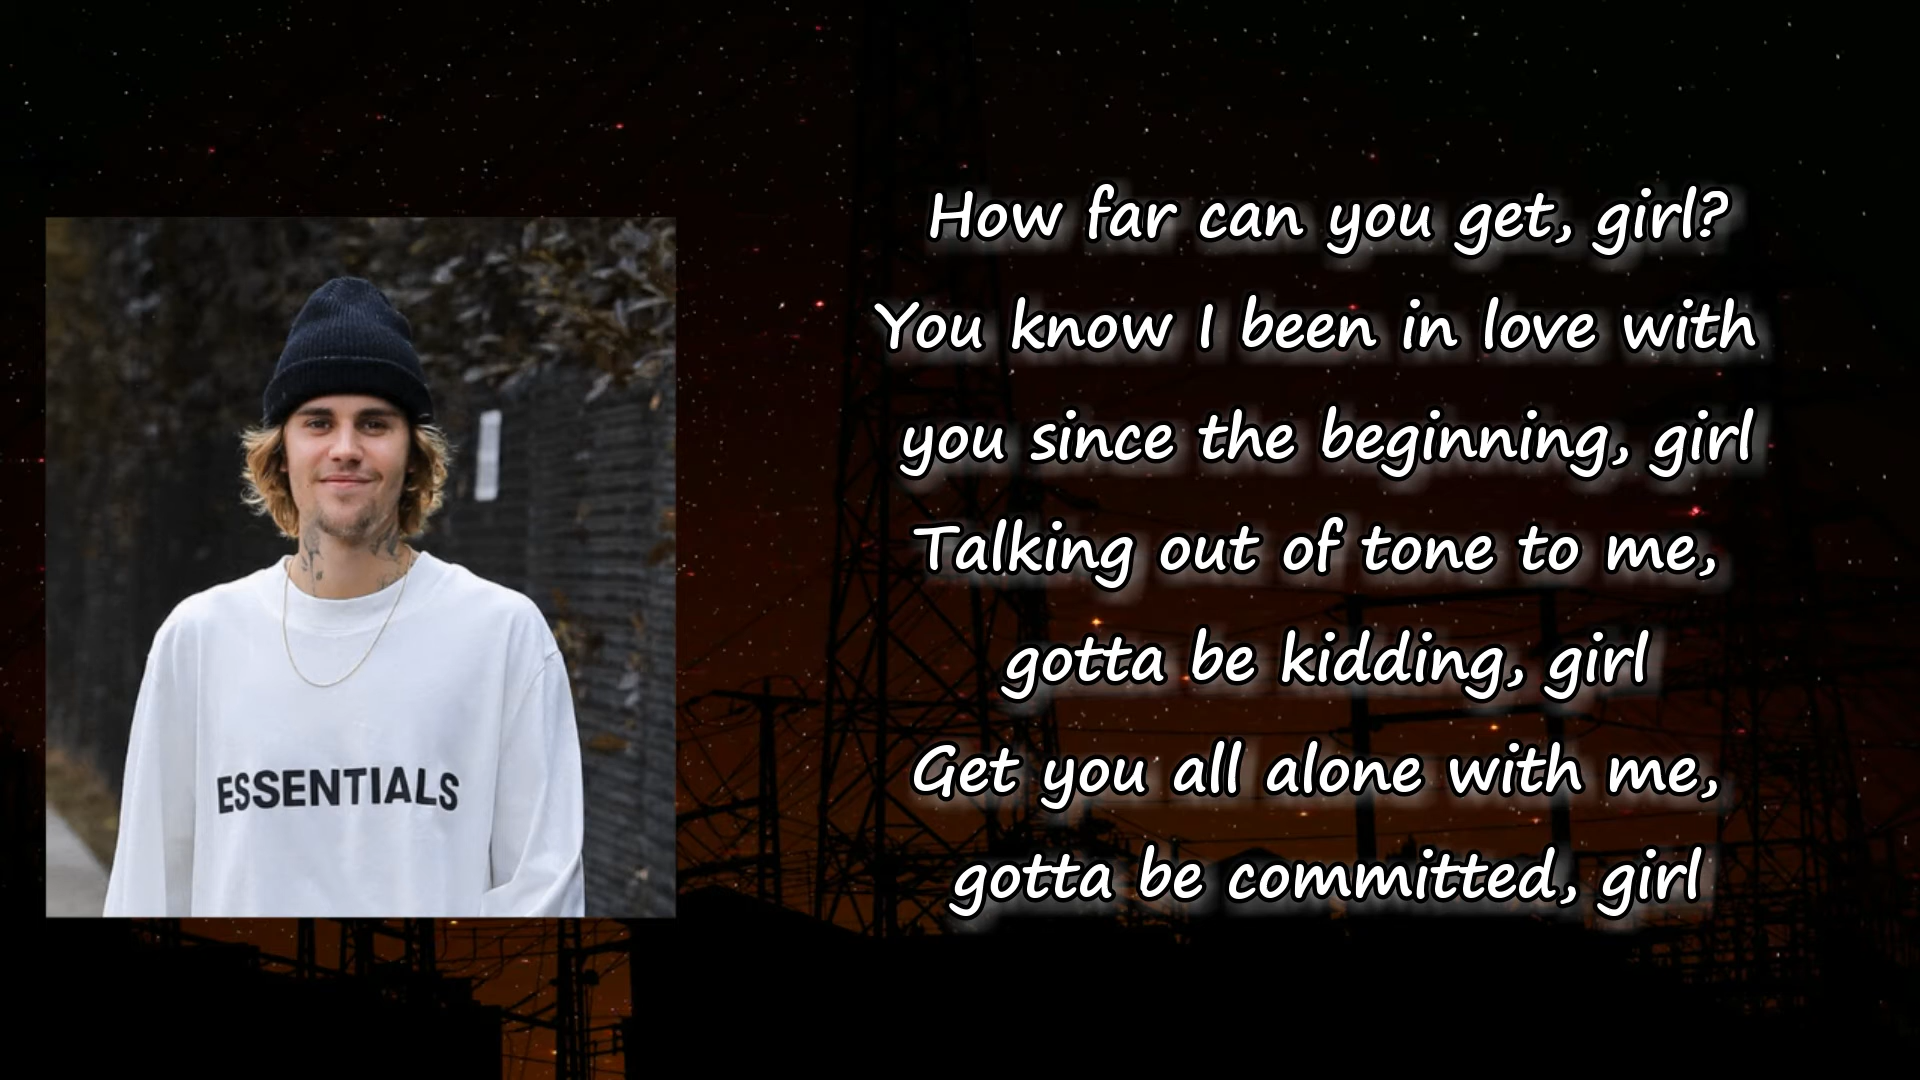 ESSENTIALS
How far can you get, girl?
You know I been in love with
you since the beginning, girl
Talking out of tone to me,
gotta be kidding, girl
Get you all alone with me,
gotta be committed, girl